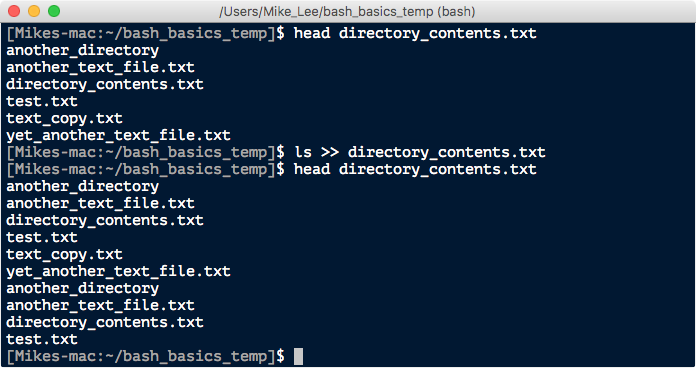 /Users/Mike_Lee/bash_basics_temp (bash)
[Mikes-mac:~/bash_basics_temp]$ head directory_contents.txt
another_directory
another_text_file.txt
directory_contents.txt
test.txt
text_copy.txt
yet_another_text_file.txt
[Mikes-mac:~/bash_basics_temp]$ ls >> directory_contents.txt
[Mikes-mac:~/bash_basics_temp]$ head directory_contents.txt
another_directory
another_text_file.txt
directory_contents.txt
test.txt
text_copy.txt
yet_another_text_file.txt
another_directory
another_text_file.txt
directory_contents.txt
test.txt
[Mikes-mac:~/bash_basics_temp]$